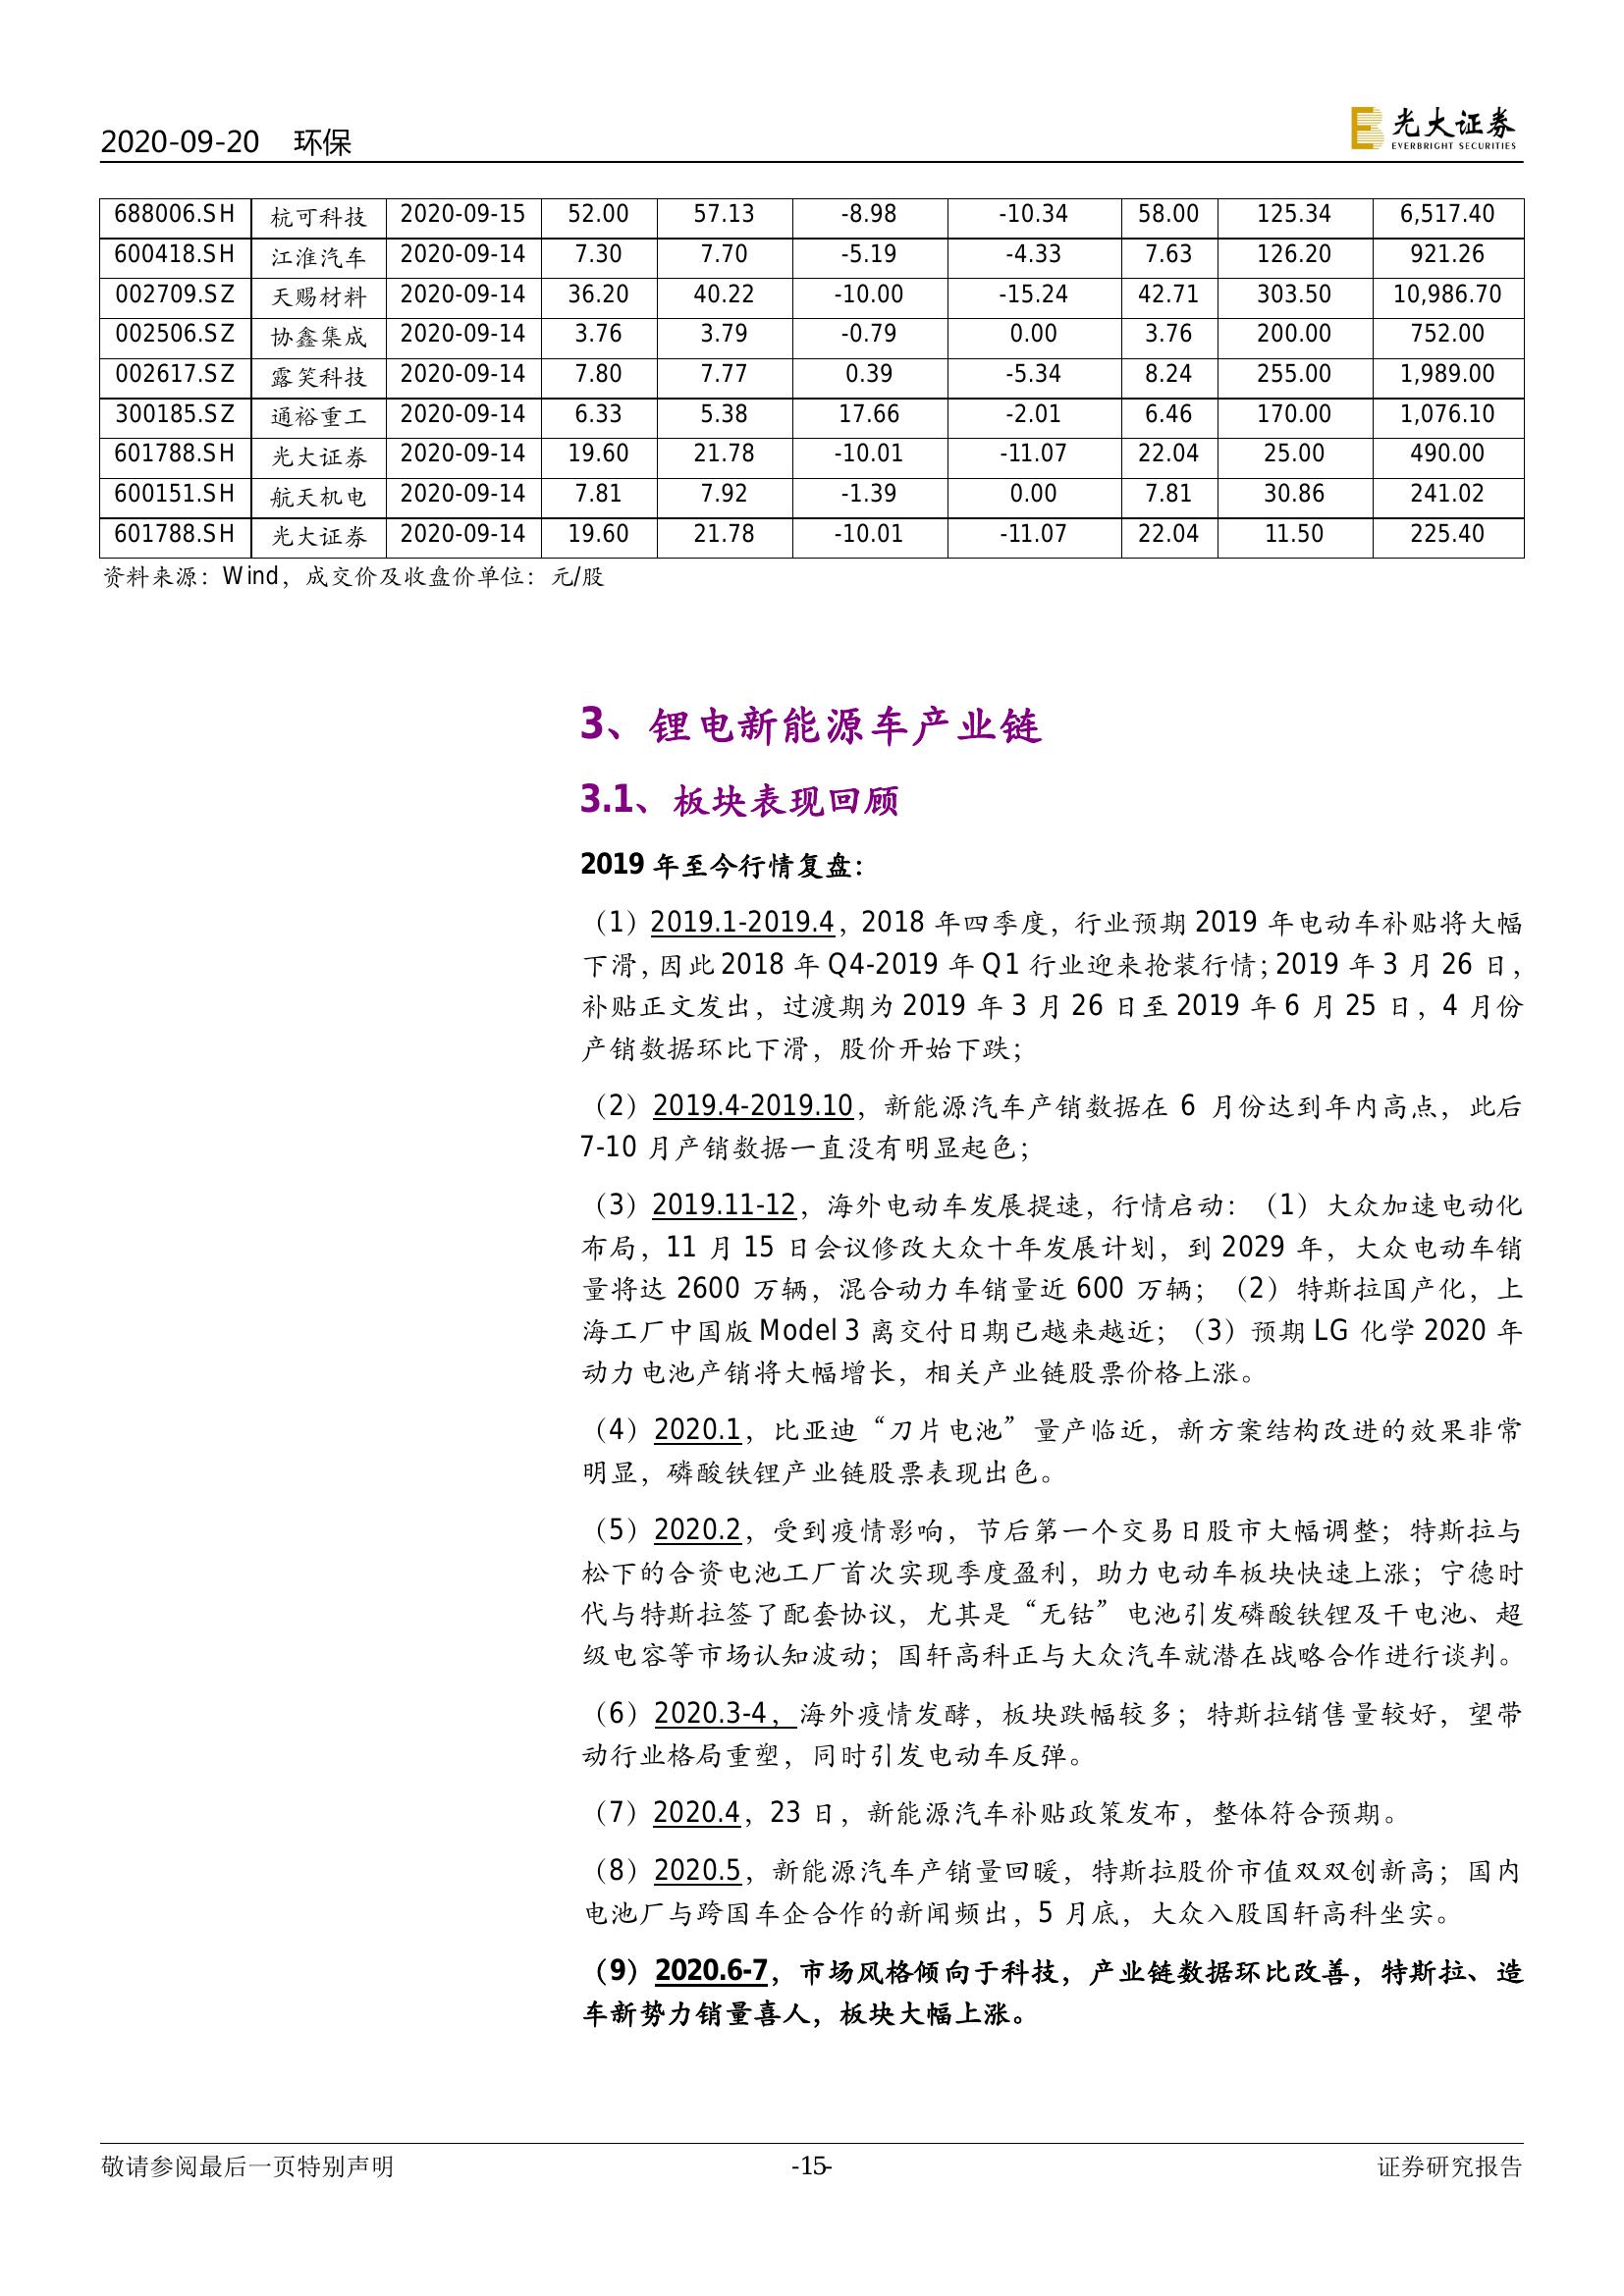 2020-09-20 环保
光大证券
EVERBRIGHT SECURITIES
688006.SH 杭可科技 2020-09-15 52.00 57.13 -8.98 -10.34 58.00 125.34 6,517.40
600418.SH 江淮汽车 2020-09-14 7.30 7.70 -5.19 -4.33 7.63 126.20 921.26
002709.SZ 天赐材料 2020-09-14 36.20 40.22 -10.00 -15.24 42.71 303.50 10,986.70
002506.SZ 协鑫集成 2020-09-14 3.76 3.79 -0.79 0.00 3.76 200.00 752.00
002617.SZ 露笑科技 2020-09-14 7.80 7.77 0.39 -5.34 8.24 255.00 1,989.00
300185.SZ 通裕重工 2020-09-14 6.33 5.38 17.66 -2.01 6.46 170.00 1,076.10
601788.SH 光大证券 2020-09-14 19.60 21.78 -10.01 -11.07 22.04 25.00 490.00
600151.SH 航天机电 2020-09-14 7.81 7.92 -1.39 0.00 7.81 30.86 241.02
601788.SH 光大证券 2020-09-14 19.60 21.78 -10.01 -11.07 22.04 11.50 225.40
资料来源：Wind，成交价及收盘价单位：元/股
3、锂电新能源车产业链
3.1、板块表现回顾
2019 年至今行情复盘：
（1）2019.1-2019.4，2018 年四季度，行业预期 2019 年电动车补贴将大幅
下滑，因此 2018 年 Q4-2019 年 Q1 行业迎来抢装行情；2019 年 3 月 26 日，
补贴正文发出，过渡期为 2019 年 3 月 26 日至 2019 年 6 月 25 日，4 月份
产销数据环比下滑，股价开始下跌；
（2）2019.4-2019.10，新能源汽车产销数据在 6 月份达到年内高点，此后
7-10 月产销数据一直没有明显起色；
（3）2019.11-12，海外电动车发展提速，行情启动：（1）大众加速电动化
布局，11 月 15 日会议修改大众十年发展计划，到 2029 年，大众电动车销
量将达 2600 万辆，混合动力车销量近 600 万辆；（2）特斯拉国产化，上
海工厂中国版 Model 3 离交付日期已越来越近；（3）预期 LG 化学 2020 年
动力电池产销将大幅增长，相关产业链股票价格上涨。
（4）2020.1，比亚迪“刀片电池”量产临近，新方案结构改进的效果非常
明显，磷酸铁锂产业链股票表现出色。
（5）2020.2，受到疫情影响，节后第一个交易日股市大幅调整；特斯拉与
松下的合资电池工厂首次实现季度盈利，助力电动车板块快速上涨；宁德时
代与特斯拉签了配套协议，尤其是“无钴”电池引发磷酸铁锂及干电池、超
级电容等市场认知波动；国轩高科正与大众汽车就潜在战略合作进行谈判。
（6）2020.3-4，海外疫情发酵，板块跌幅较多；特斯拉销售量较好，望带
动行业格局重塑，同时引发电动车反弹。
（7）2020.4，23 日，新能源汽车补贴政策发布，整体符合预期。
（8）2020.5，新能源汽车产销量回暖，特斯拉股价市值双双创新高；国内
电池厂与跨国车企合作的新闻频出，5 月底，大众入股国轩高科坐实。
（9）2020.6-7，市场风格倾向于科技，产业链数据环比改善，特斯拉、造
车新势力销量喜人，板块大幅上涨。
敬请参阅最后一页特别声明 -15- 证券研究报告